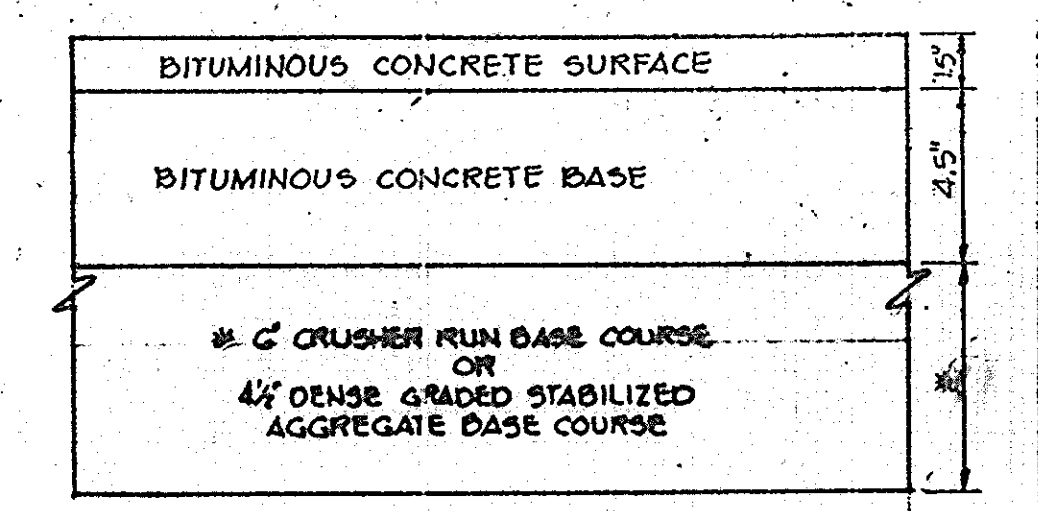 BITUMINOUS CONCRETE SURFACE
1.5"
BITUMINOUS CONCRETE BASE
4.5"
* 6" CRUSHER RUN BASE COURSE
OR
4½" DENSE GRADED STABILIZED
AGGREGATE BASE COURSE
*